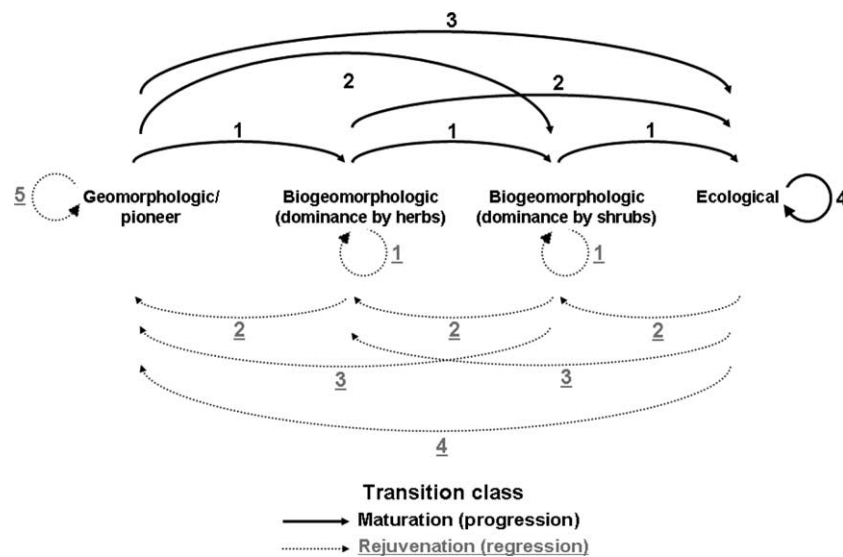 3
2
2
1
1
1
5
Geomorphologic/
pioneer
Biogeomorphologic
(dominance by herbs)
Biogeomorphologic
(dominance by shrubs)
Ecological
4
1
1
2
2
2
3
3
4
Transition class
Maturation (progression)
Rejuvenation (regression)